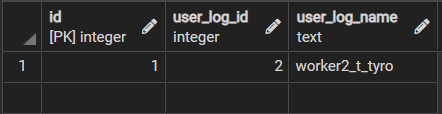 id user_log_id user_log_name
[PK] integer integer text
1 1 2 worker2_t_tyro